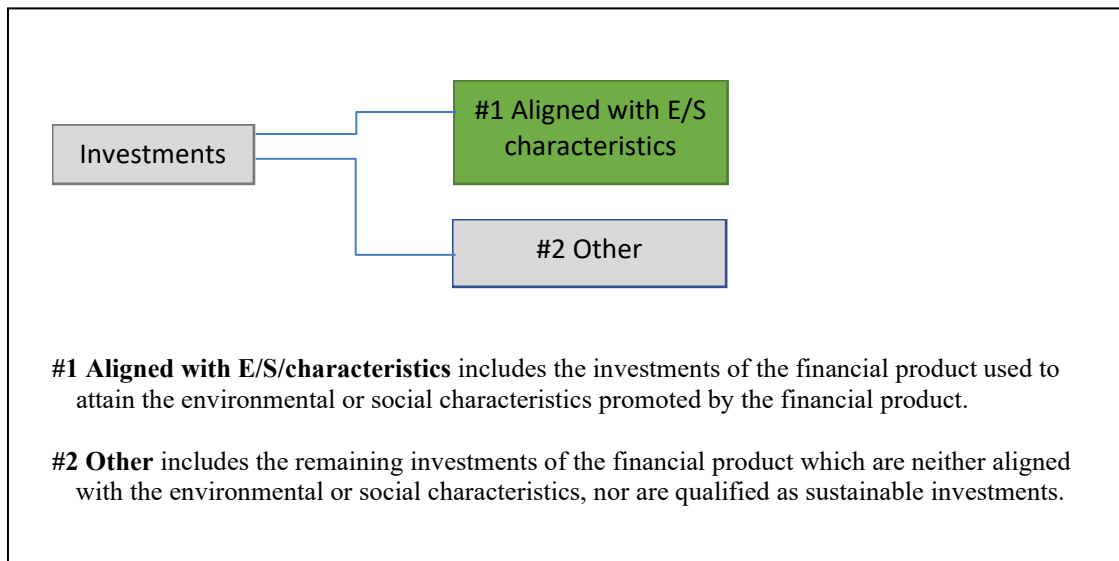 #1 Aligned with E/S
characteristics
Investments
#2 Other
#1 Aligned with E/S/characteristics includes the investments of the financial product used to
attain the environmental or social characteristics promoted by the financial product.
#2 Other includes the remaining investments of the financial product which are neither aligned
with the environmental or social characteristics, nor are qualified as sustainable investments.